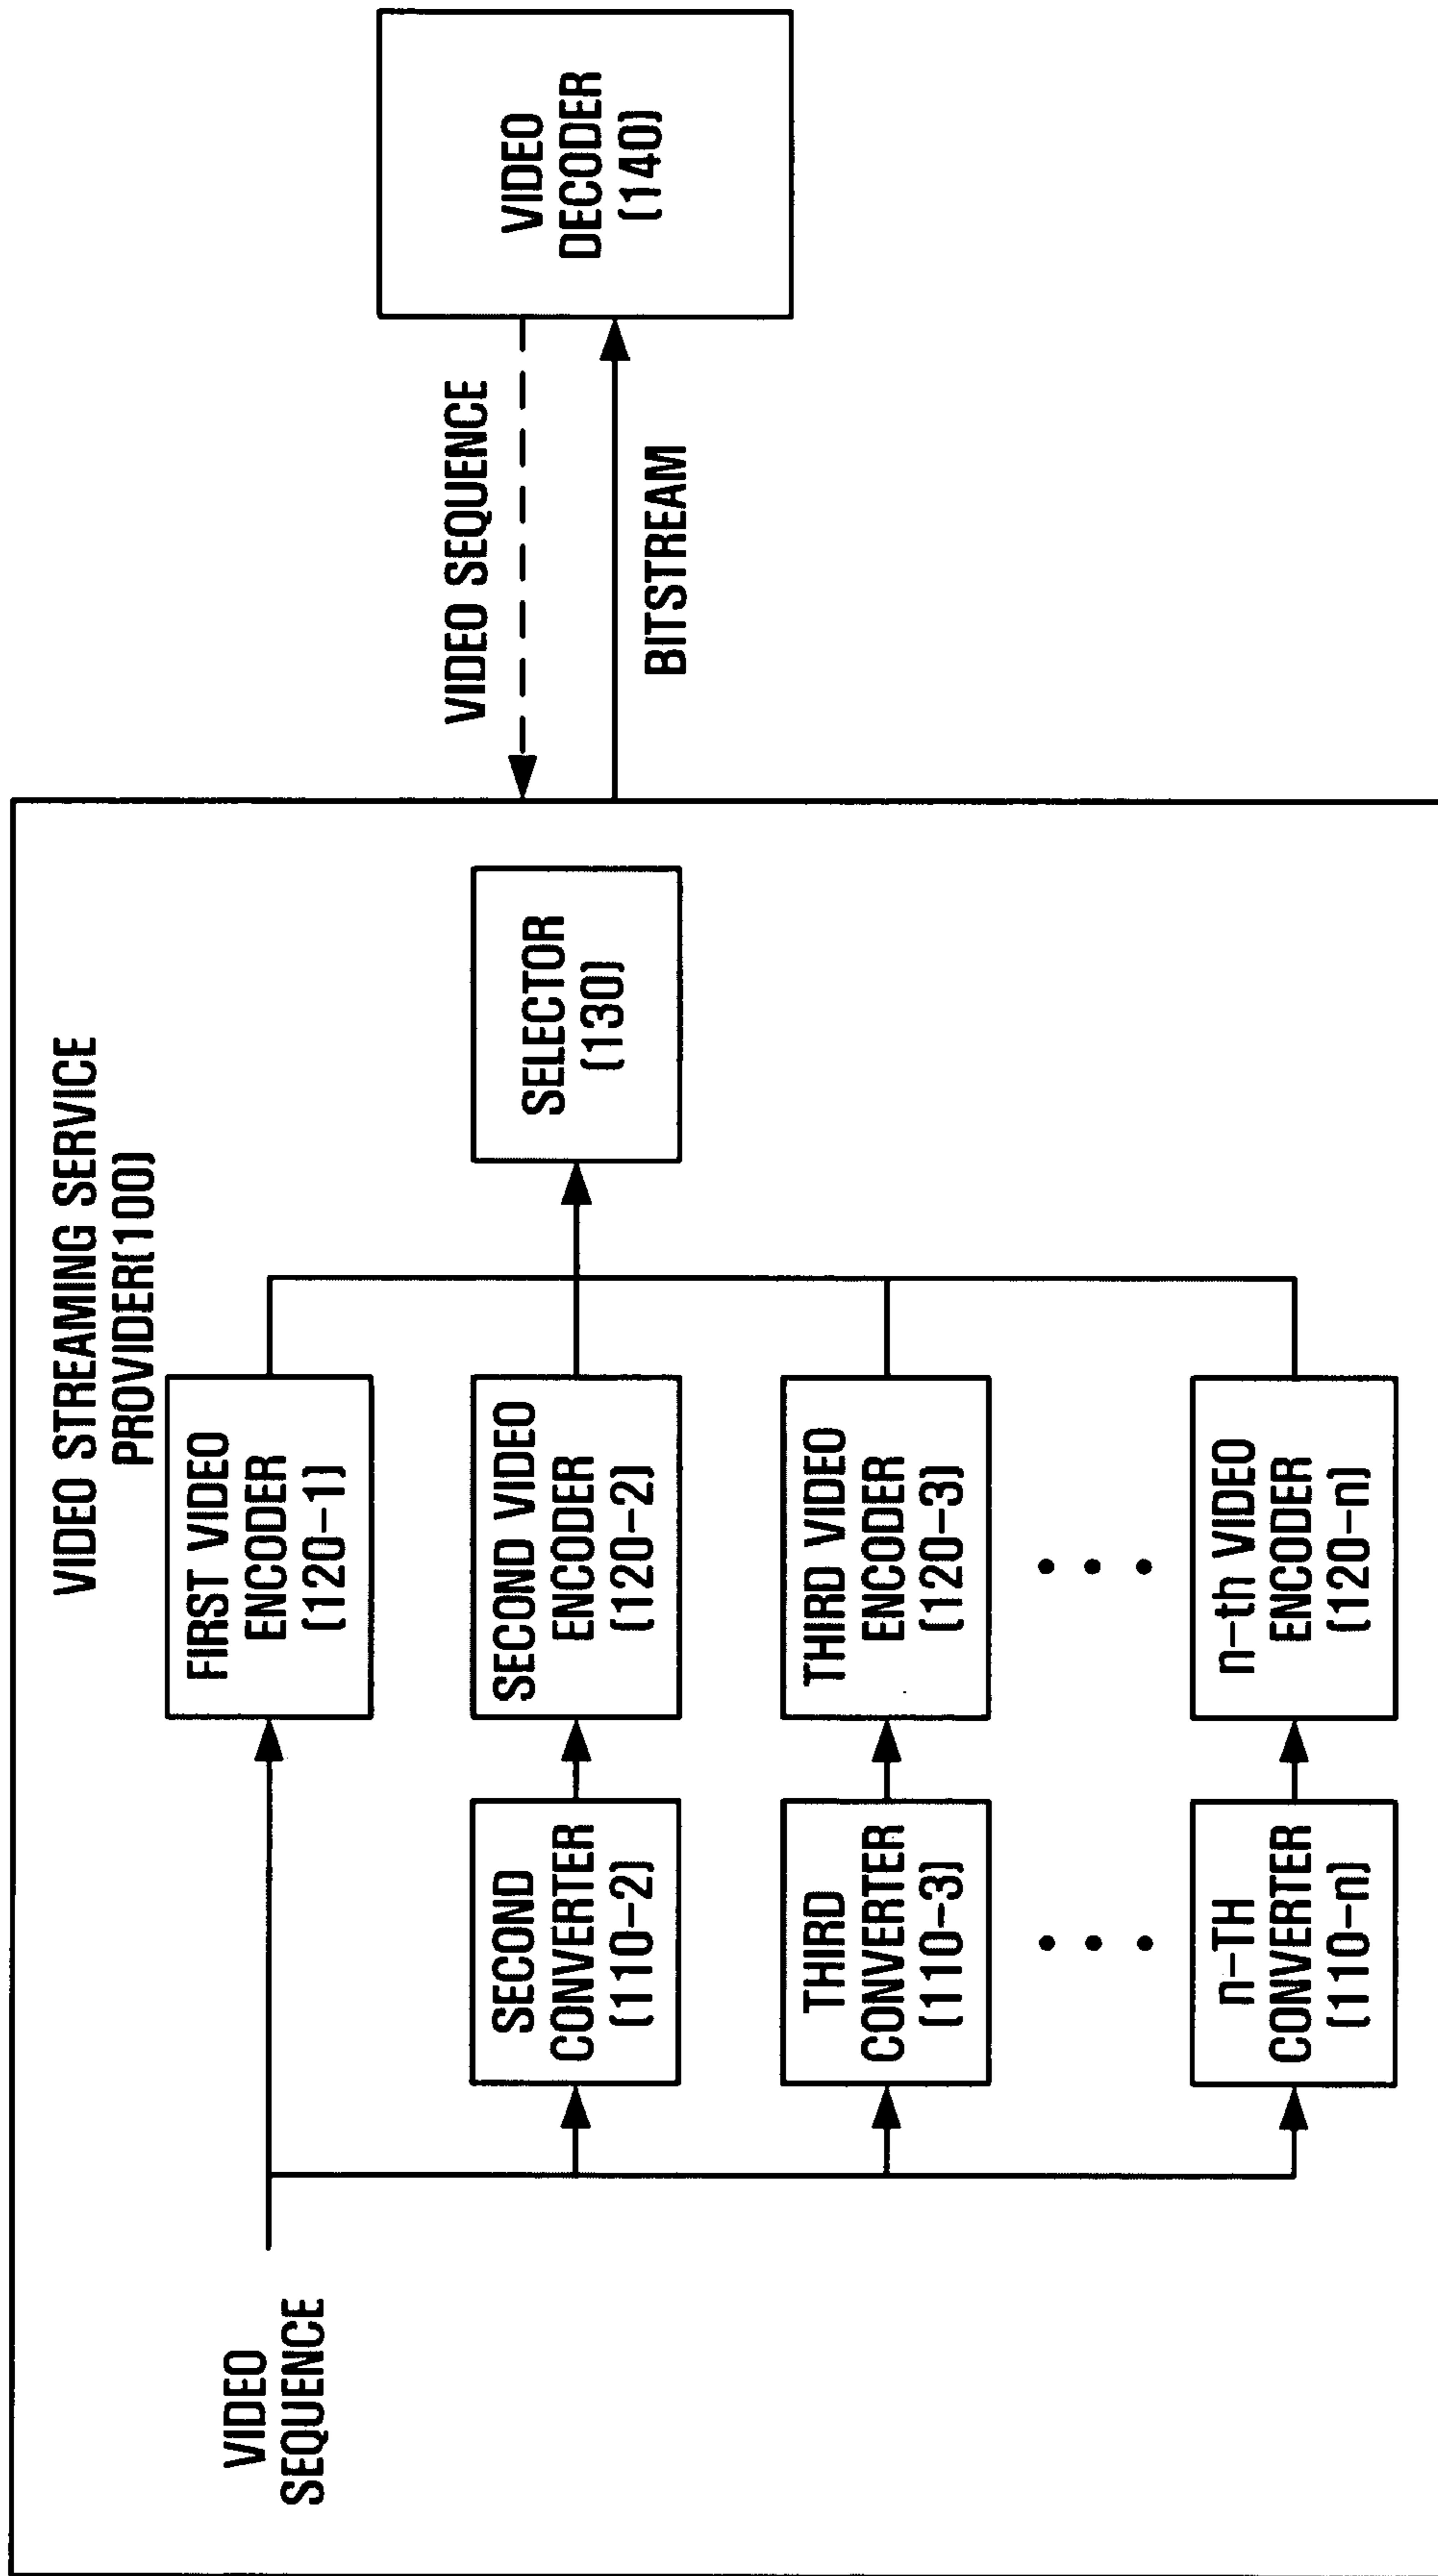 VIDEO STREAMING SERVICE
PROVIDER(100)
VIDEO
SEQUENCE
FIRST VIDEO
ENCODER
(120-1)
SECOND
CONVERTER
(110-2)
SECOND VIDEO
ENCODER
(120-2)
SELECTOR
(130)
THIRD
CONVERTER
(110-3)
THIRD VIDEO
ENCODER
(120-3)
n-TH
CONVERTER
(110-n)
n-th VIDEO
ENCODER
(120-n)
VIDEO SEQUENCE
BITSTREAM
VIDEO
DECODER
(140)